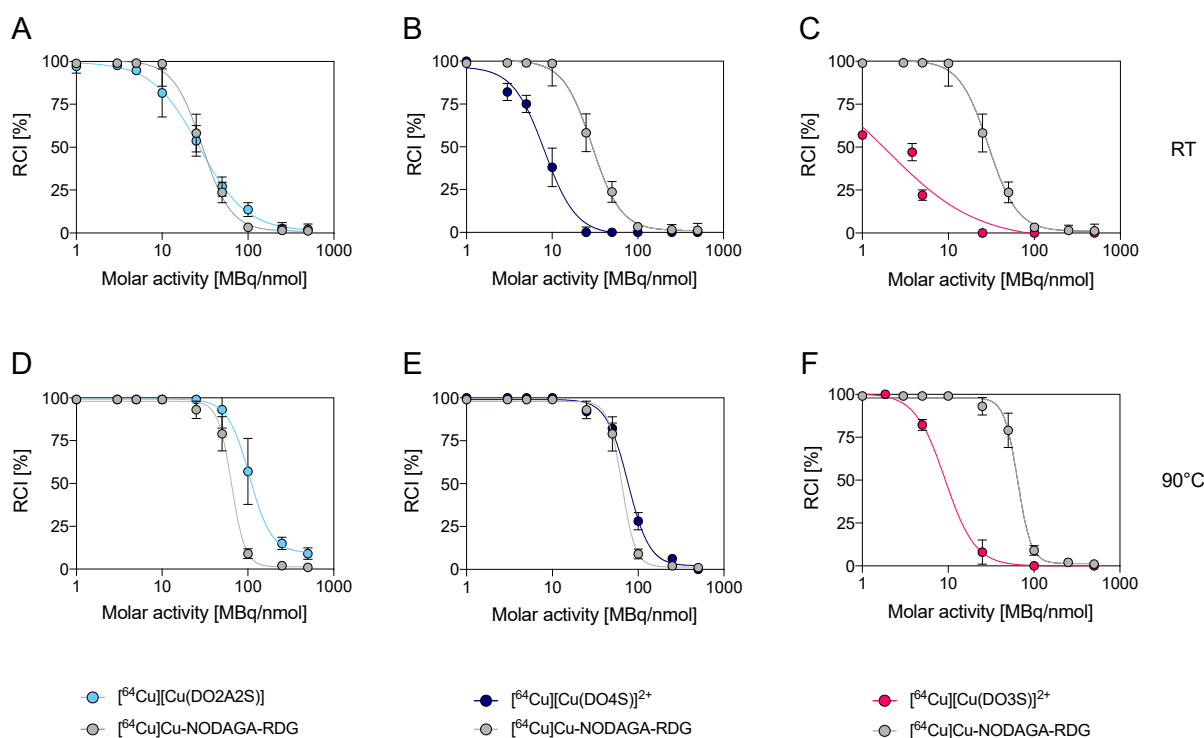 A
B
C
100
75
50
25
0
RCI [%]
1
10
100
1000
Molar activity [MBq/nmol]
100
75
50
25
0
RCI [%]
1
10
100
1000
Molar activity [MBq/nmol]
100
75
50
25
0
RCI [%]
1
10
100
1000
Molar activity [MBq/nmol]
RT
D
E
F
100
75
50
25
0
RCI [%]
1
10
100
1000
Molar activity [MBq/nmol]
100
75
50
25
0
RCI [%]
1
10
100
1000
Molar activity [MBq/nmol]
100
75
50
25
0
RCI [%]
1
10
100
1000
Molar activity [MBq/nmol]
90°C
[⁶⁴Cu][Cu(DO2A2S)]
[⁶⁴Cu]Cu-NODAGA-RDG
[⁶⁴Cu][Cu(DO4S)]²⁺
[⁶⁴Cu]Cu-NODAGA-RDG
[⁶⁴Cu][Cu(DO3S)]²⁺
[⁶⁴Cu]Cu-NODAGA-RDG